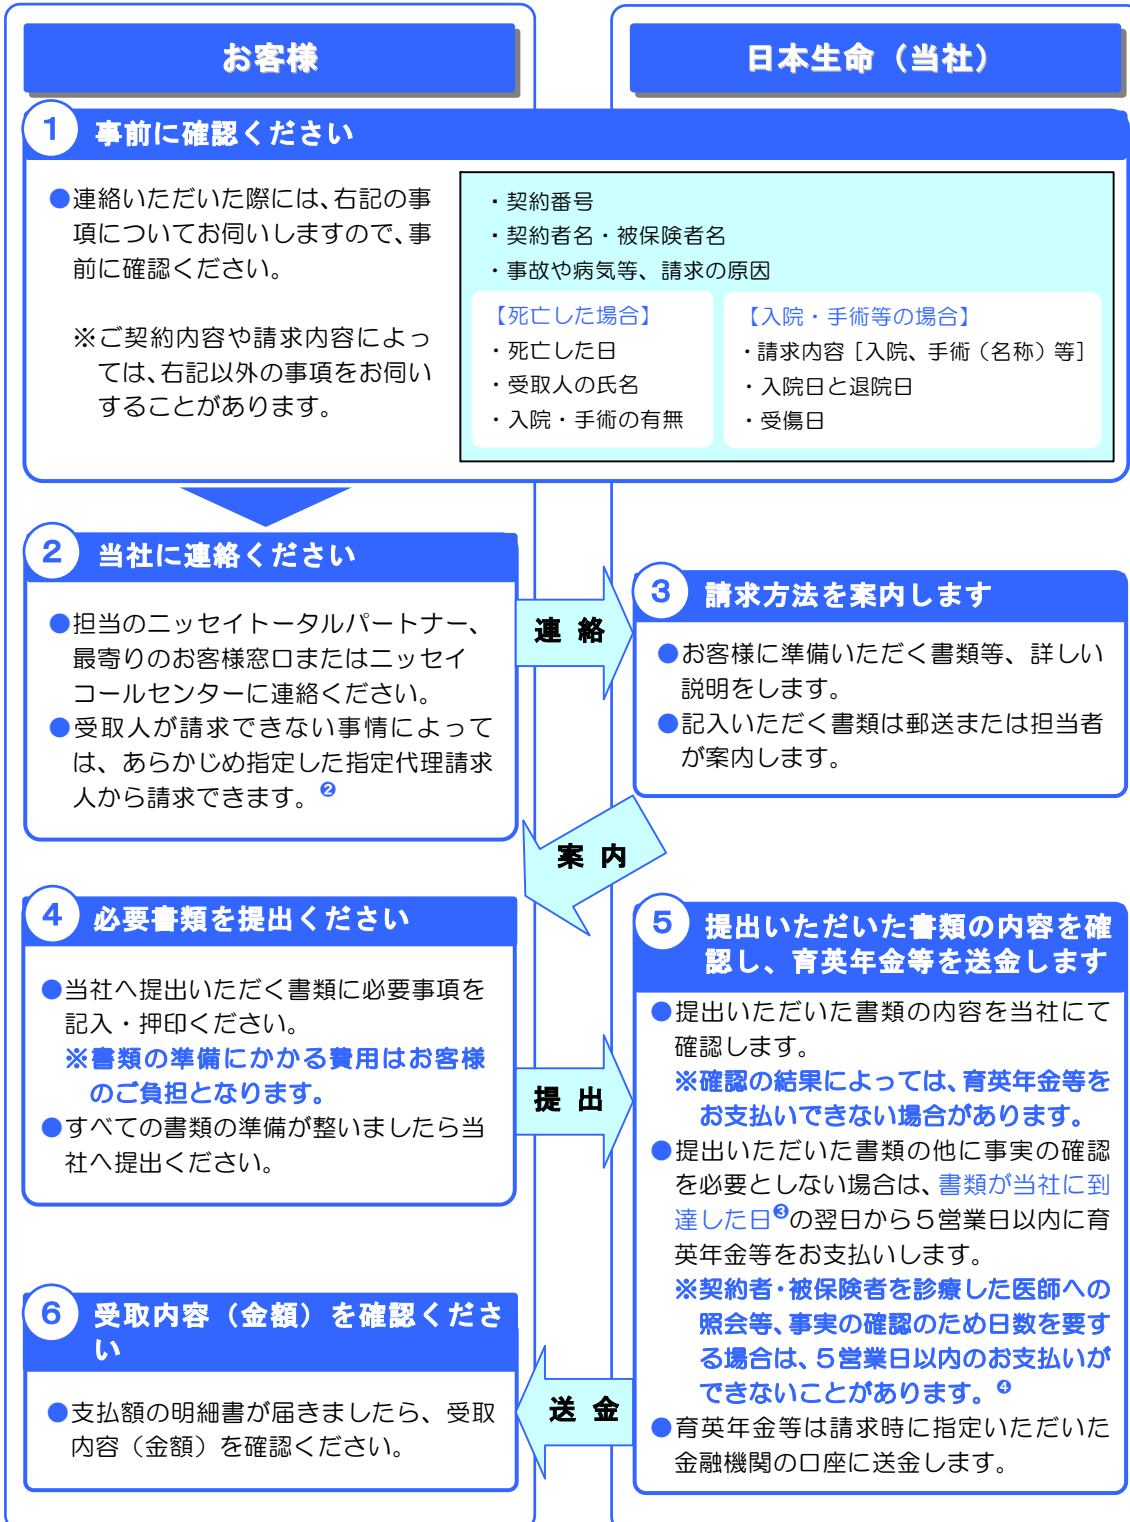 お客様
日本生命（当社）
1 事前に確認ください
●連絡いただいた際には、右記の事
項についてお伺いしますので、事
前に確認ください。
※ご契約内容や請求内容によっ
ては、右記以外の事項をお伺い
することがあります。
・契約番号
・契約者名・被保険者名
・事故や病気等、請求の原因
【死亡した場合】
・死亡した日
・受取人の氏名
・入院・手術の有無
【入院・手術等の場合】
・請求内容［入院、手術（名称）等］
・入院日と退院日
・受傷日
2 当社に連絡ください
●担当のニッセイトータルパートナー、
最寄りのお客様窓口またはニッセイ
コールセンターに連絡ください。
●受取人が請求できない事情によって
は、あらかじめ指定した指定代理請求
人から請求できます。❷
連絡
3 請求方法を案内します
●お客様に準備いただく書類等、詳しい
説明をします。
●記入いただく書類は郵送または担当者
が案内します。
案内
4 必要書類を提出ください
●当社へ提出いただく書類に必要事項を
記入・押印ください。
※書類の準備にかかる費用はお客様
のご負担となります。
●すべての書類の準備が整いましたら当
社へ提出ください。
提出
5 提出いただいた書類の内容を確
認し、育英年金等を送金します
●提出いただいた書類の内容を当社にて
確認します。
※確認の結果によっては、育英年金等を
お支払いできない場合があります。
●提出いただいた書類の他に事実の確認
を必要としない場合は、書類が当社に到
達した日❸の翌日から５営業日以内に育
英年金等をお支払いします。
※契約者・被保険者を診療した医師への
照会等、事実の確認のため日数を要す
る場合は、５営業日以内のお支払いが
できないことがあります。❹
●育英年金等は請求時に指定いただいた
金融機関の口座に送金します。
送金
6 受取内容（金額）を確認くださ
い
●支払額の明細書が届きましたら、受取
内容（金額）を確認ください。